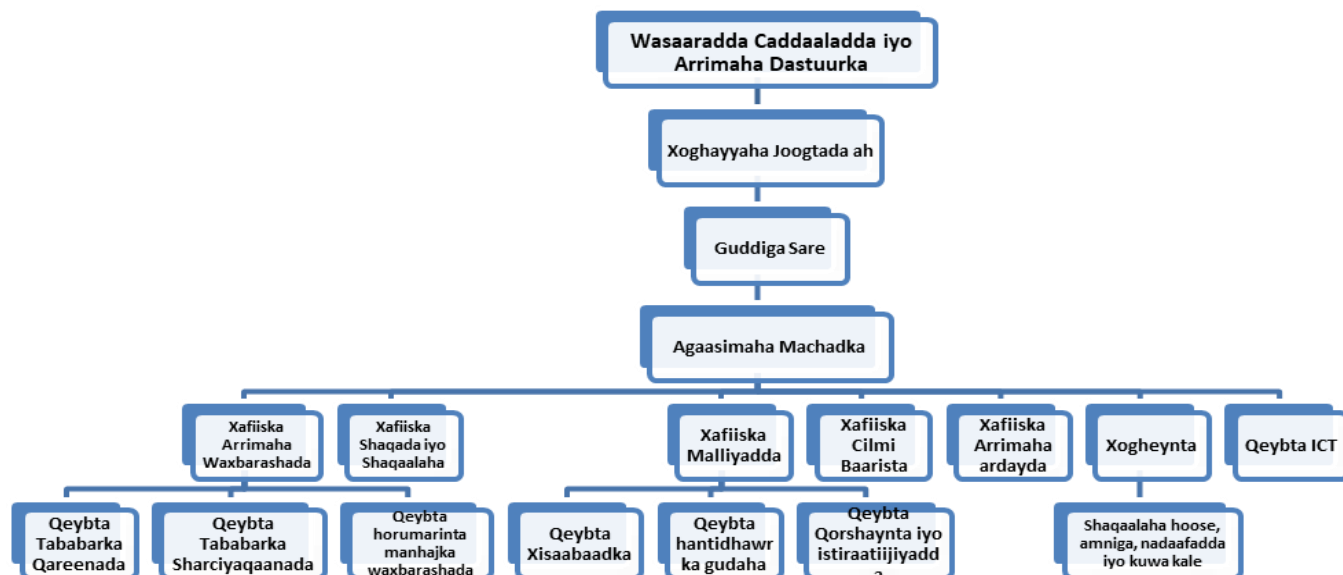 Wasaaradda Caddaaladda iyo
Arrimaha Dastuurka
Xoghayyaha Joogtada ah
Guddiga Sare
Agaasimaha Machadka
Xafiiska
Arrimaha
Waxbarashada
Xafiiska
Shaqada iyo
Shaqaalaha
Xafiiska
Malliyadda
Xafiiska
Cilmi
Baarista
Xafiiska
Arrimaha
ardayda
Xogheynta
Qeybta ICT
Qeybta
Tababarka
Qareenada
Qeybta
Tababarka
Sharciyaqaanada
Qeybta
horumarinta
manhajka
waxbarashada
Qeybta
Xisaabaadka
Qeybta
hantidhawr
ka gudaha
Qeybta
Qorshaynta iyo
istiraatiijiyadd
a
Shaqaalaha hoose,
amniga, nadaafadda
iyo kuwa kale